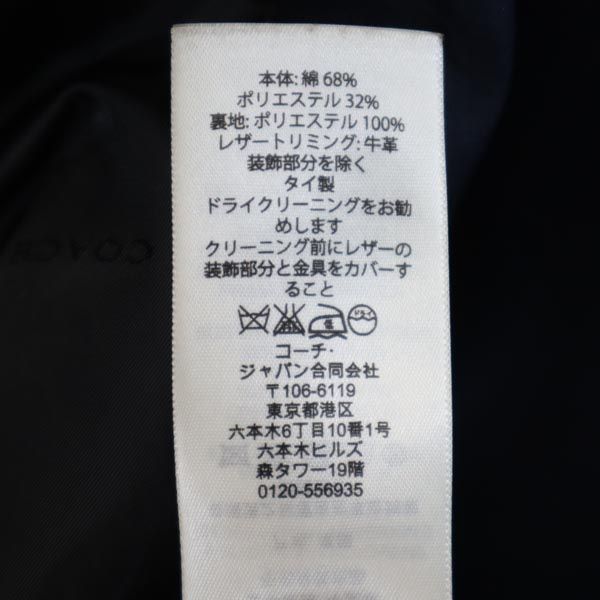 本体: 綿 68%
ポリエステル 32%
裏地: ポリエステル 100%
レザートリミング: 牛革
装飾部分を除く
タイ製
ドライクリーニングをお勧
めします
クリーニング前にレザーの
装飾部分と金具をカバーす
ること
低 ドライ
コーチ・
ジャパン合同会社
〒106-6119
東京都港区
六本木6丁目10番1号
六本木ヒルズ
森タワー19階
0120-556935
COACH